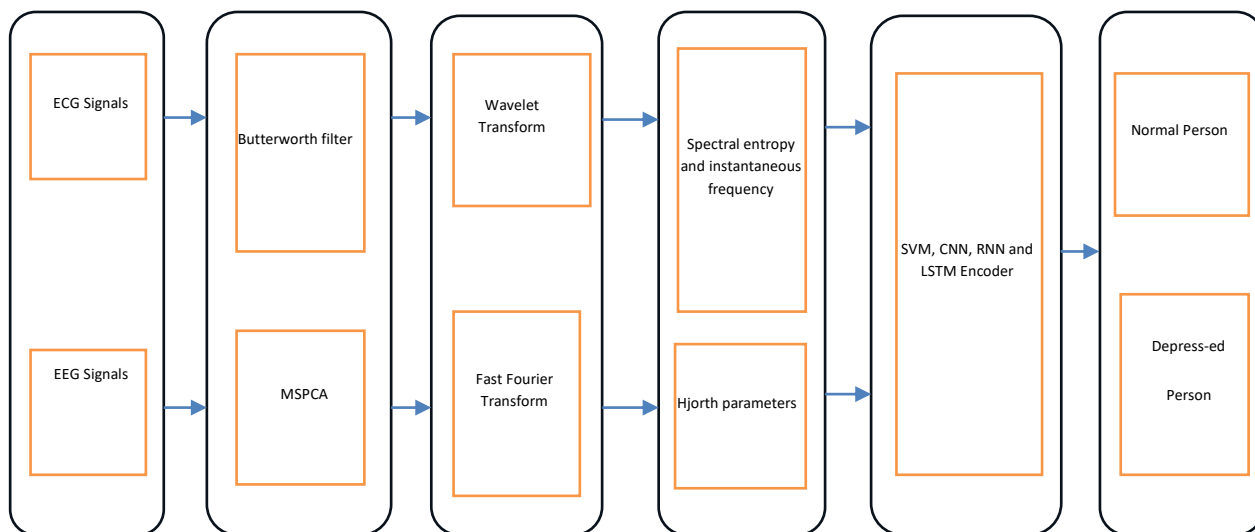 ECG Signals
EEG Signals
Butterworth filter
MSPCA
Wavelet
Transform
Fast Fourier
Transform
Spectral entropy
and instantaneous
frequency
Hjorth parameters
SVM, CNN, RNN and
LSTM Encoder
Normal Person
Depress-ed
Person